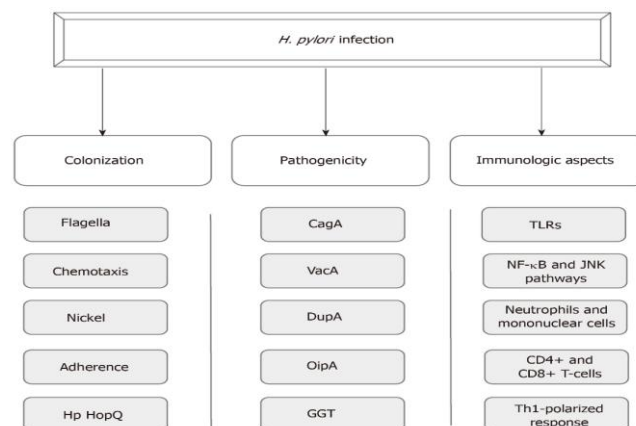 H. pylori infection
Colonization
Pathogenicity
Immunologic aspects
Flagella
CagA
TLRs
Chemotaxis
VacA
NF-κB and JNK
pathways
Nickel
DupA
Neutrophils and
mononuclear cells
Adherence
OipA
CD4+ and
CD8+ T-cells
Hp HopQ
GGT
Th1-polarized
response